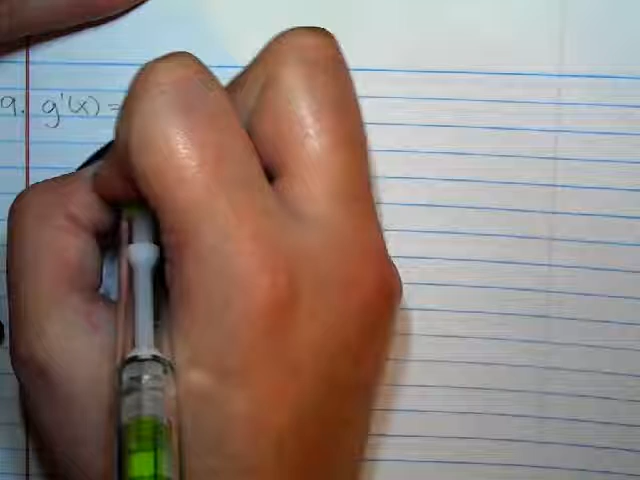 9. g'(x) =